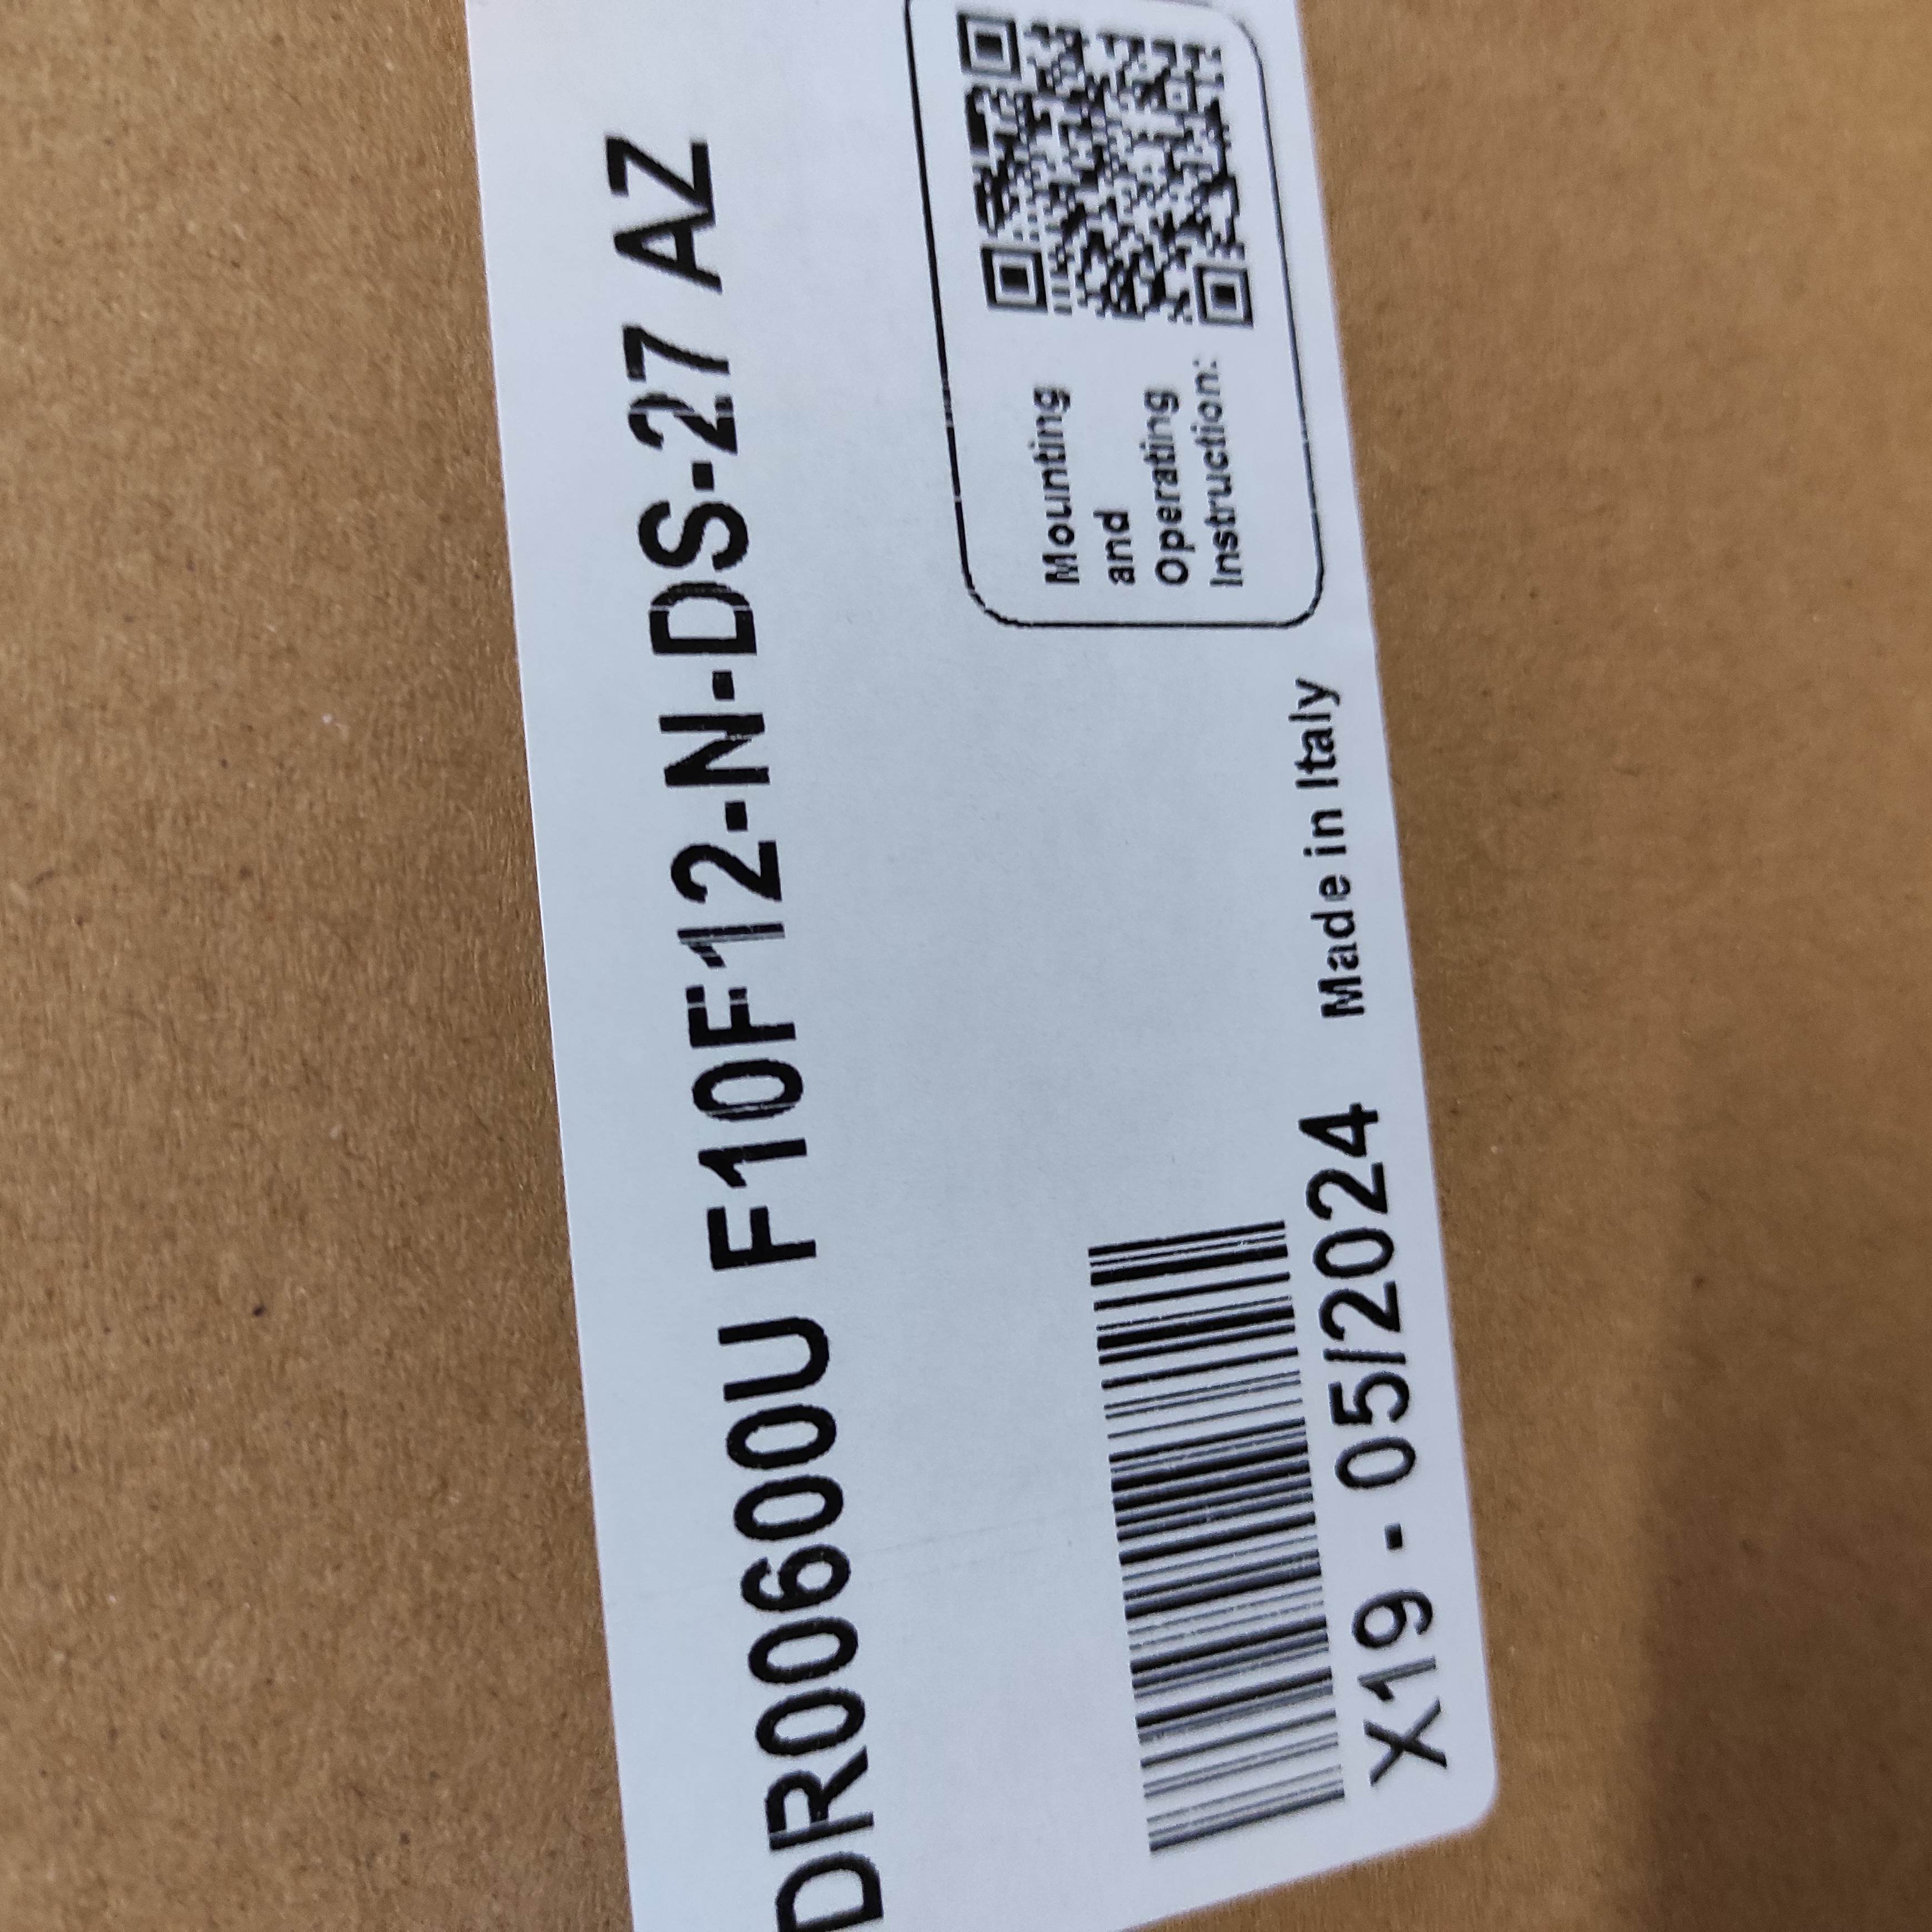 DR00600U F10F12-N-DS-27 AZ
Mounting
and
Operating
Instruction:
X19 - 05/2024 Made in Italy